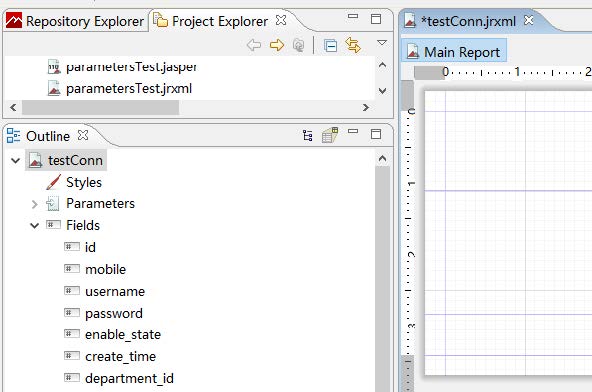 Repository Explorer
Project Explorer
parametersTest.jasper
parametersTest.jrxml
Outline
testConn
Styles
Parameters
Fields
id
mobile
username
password
enable_state
create_time
department_id
*testConn.jrxml
Main Report
0 1 2
0
1
2
3